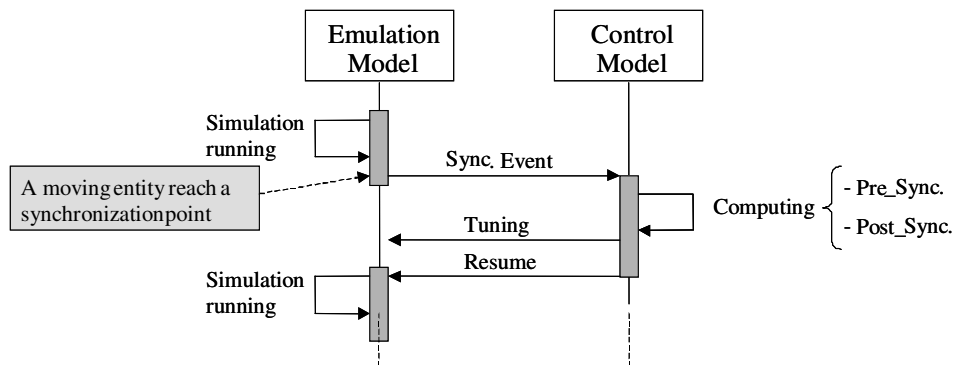 Emulation
Model
Control
Model
Simulation
running
Sync. Event
A moving entity reach a
synchronizationpoint
Computing
- Pre_Sync.
- Post_Sync.
Tuning
Resume
Simulation
running